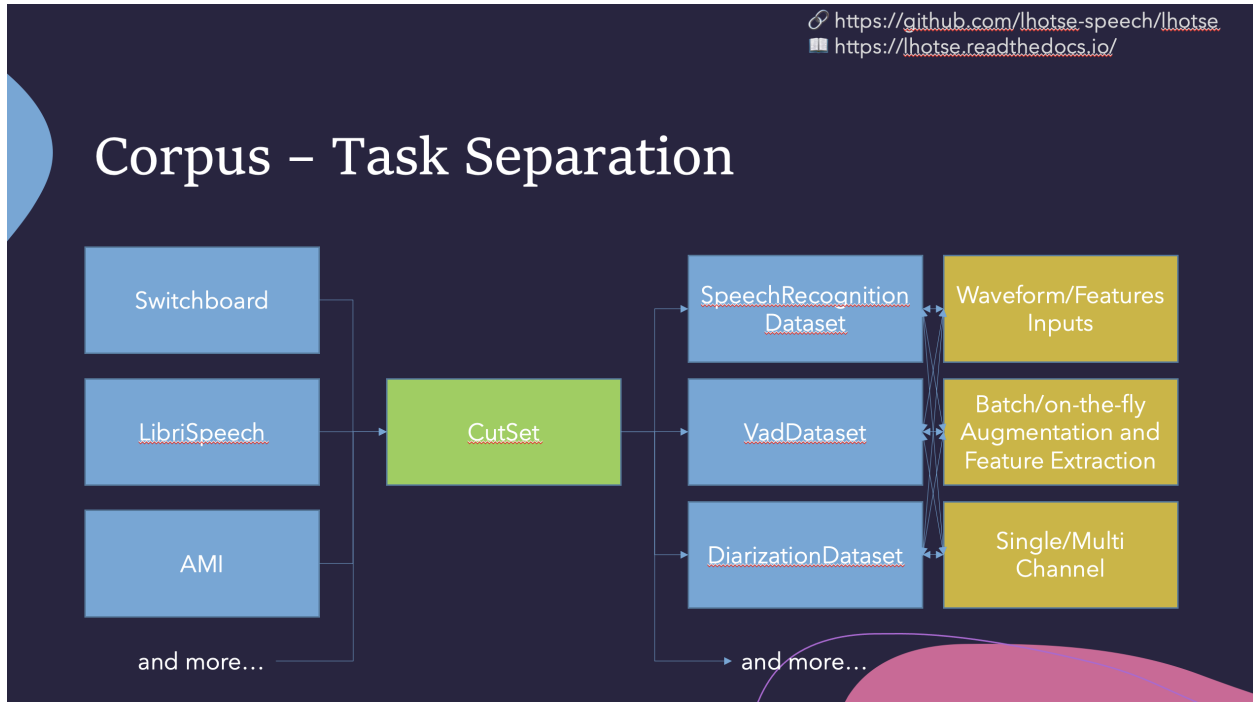 🔗 https://github.com/lhotse-speech/lhotse
📖 https://lhotse.readthedocs.io/
Corpus – Task Separation
Switchboard
LibriSpeech
AMI
and more…
CutSet
SpeechRecognition
Dataset
VadDataset
DiarizationDataset
and more…
Waveform/Features
Inputs
Batch/on-the-fly
Augmentation and
Feature Extraction
Single/Multi
Channel